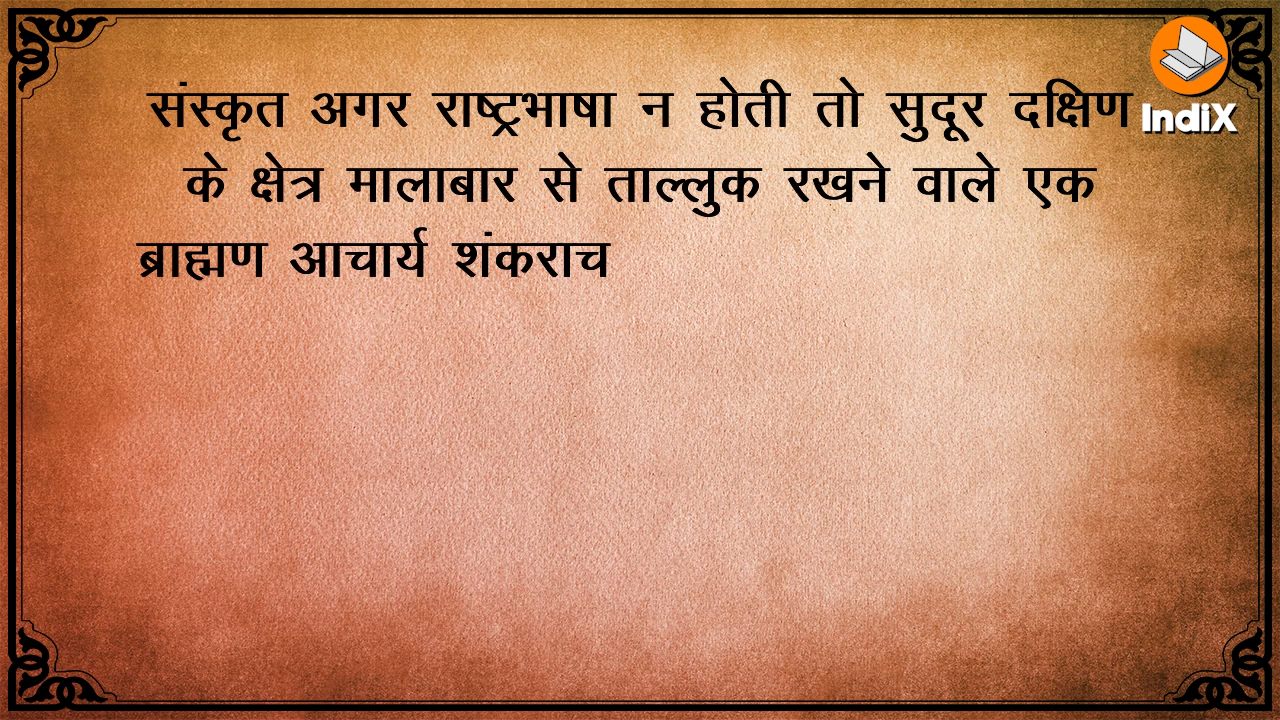 संस्कृत अगर राष्ट्रभाषा न होती तो सुदूर दक्षिण
के क्षेत्र मालाबार से ताल्लुक रखने वाले एक
ब्राह्मण आचार्य शंकराच
IndiX